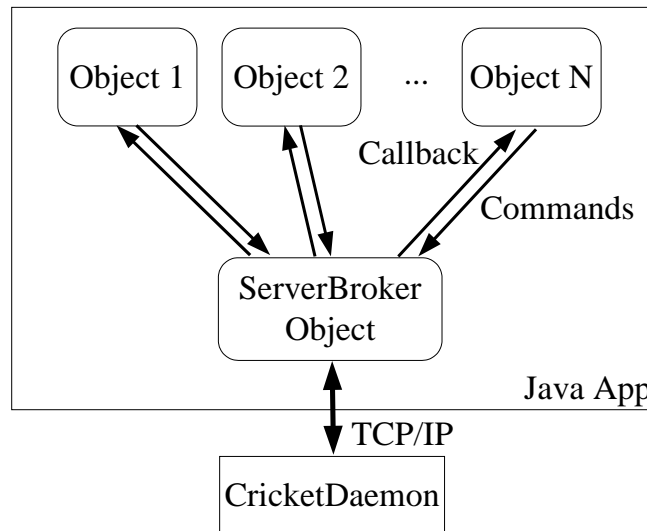 Object 1
Object 2
...
Object N
Callback
Commands
ServerBroker
Object
Java App
TCP/IP
CricketDaemon